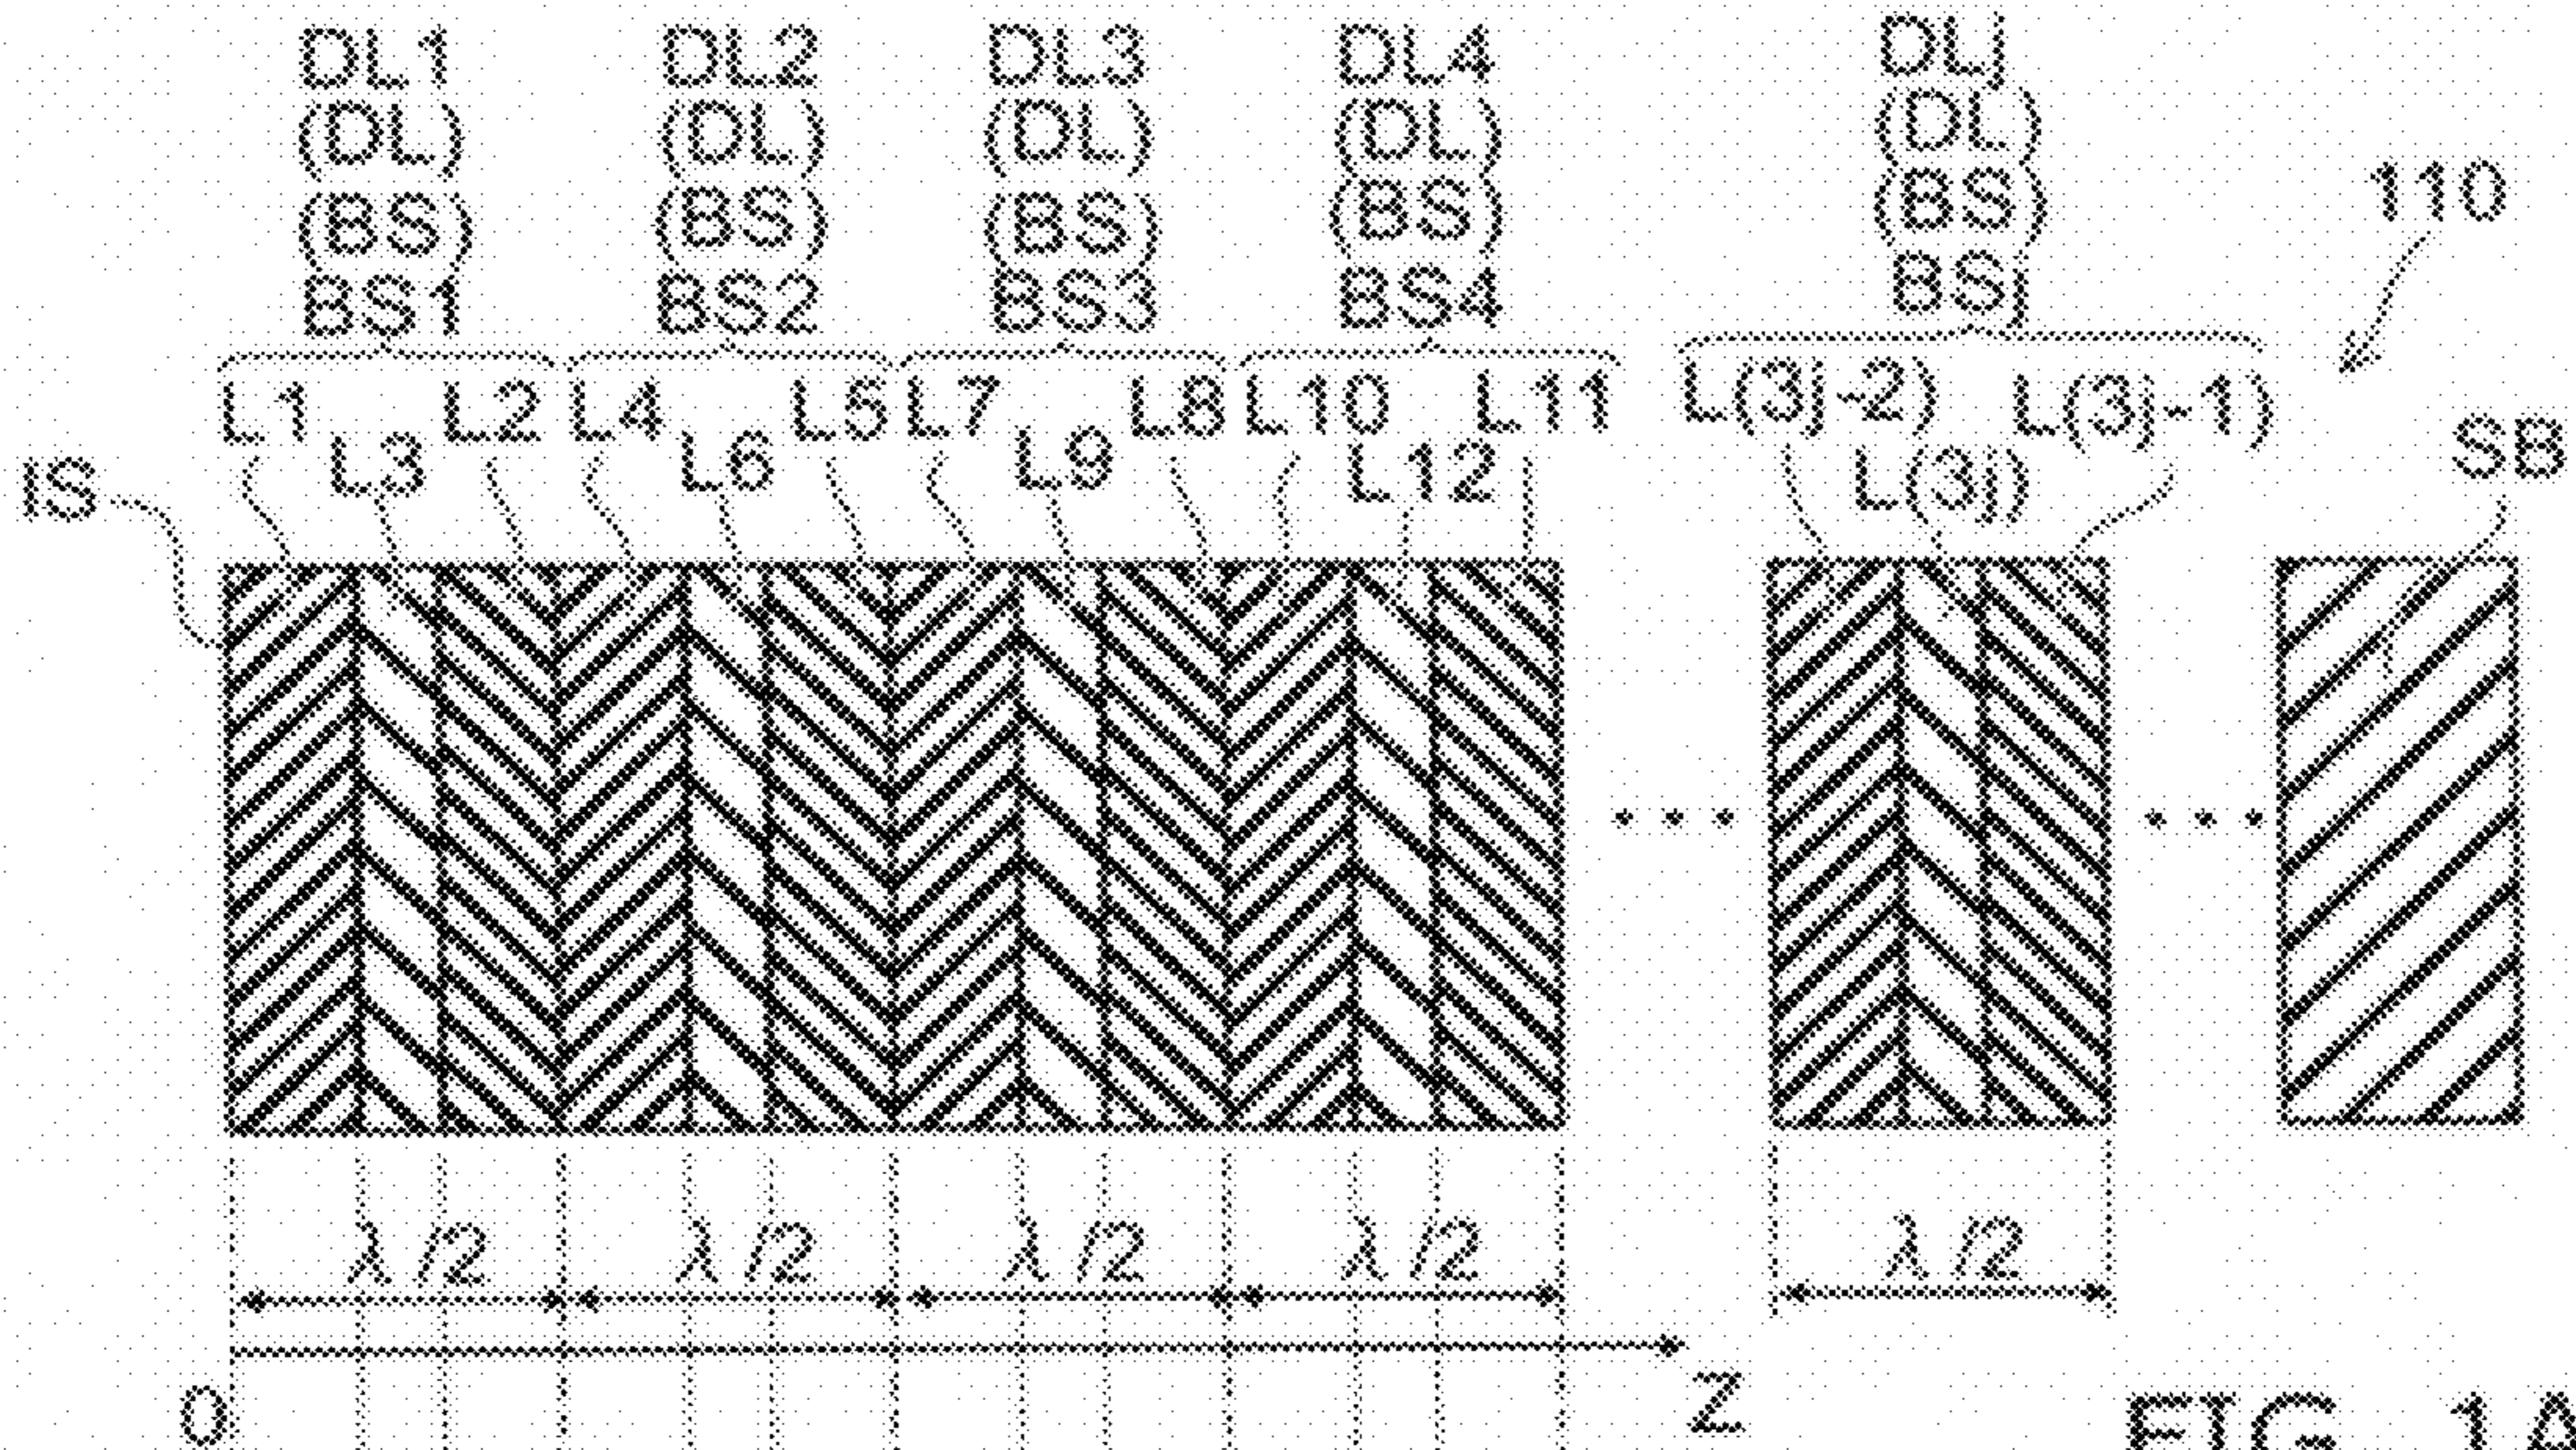 DL1 DL2 DL3 DL4 DLj
(DL) (DL) (DL) (DL) (DL)
(BS) (BS) (BS) (BS) (BS)
BS1 BS2 BS3 BS4 BSj
110
L1 L2 L4 L5 L7 L8 L10 L11 L(3j-2) L(3j-1)
L3 L6 L9 L12 L(3j)
IS SB
λ/2 λ/2 λ/2 λ/2 λ/2
0 Z
FIG. 1A